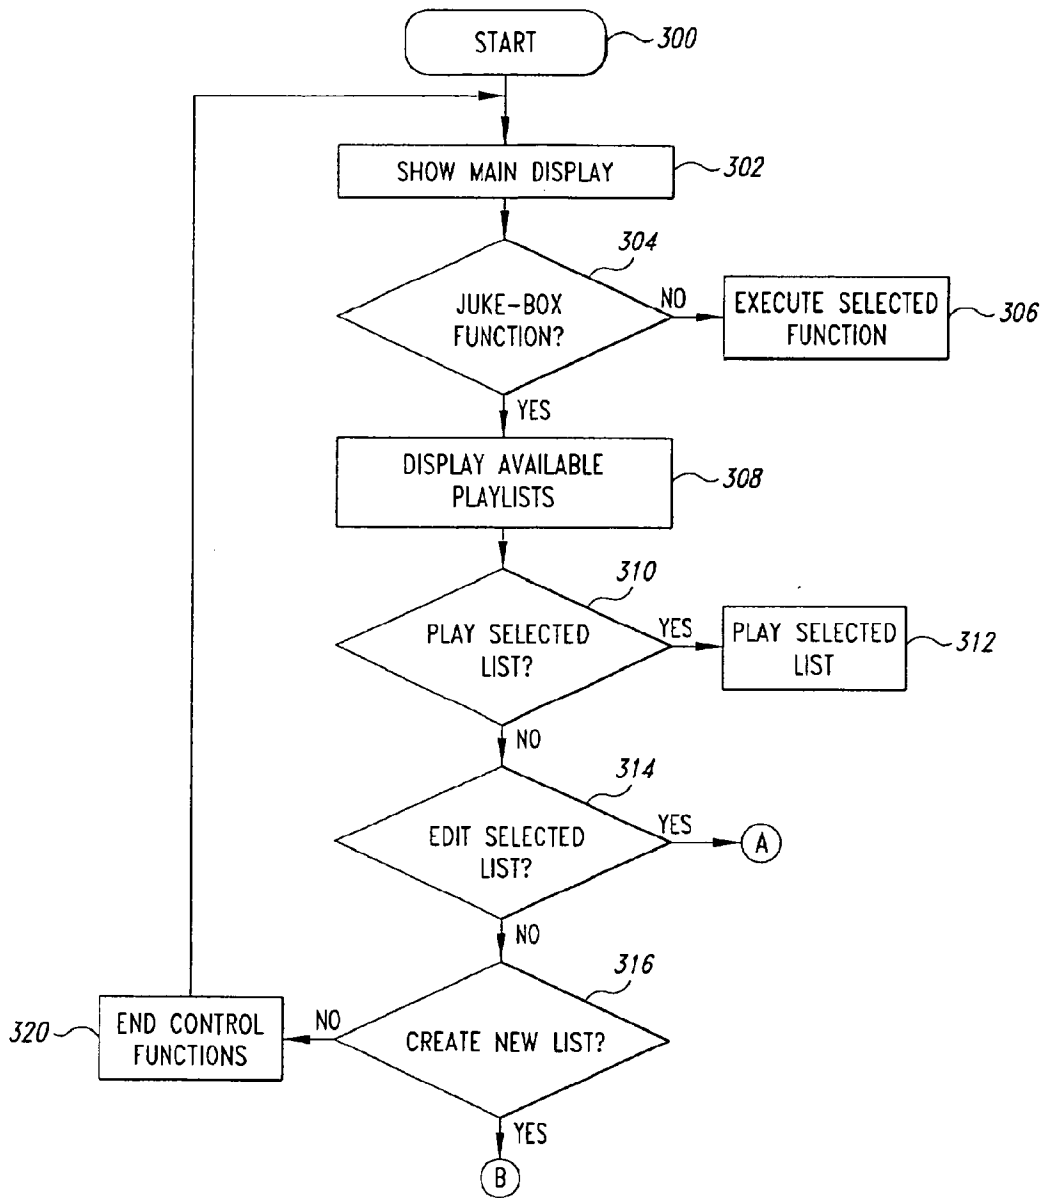 START
300
SHOW MAIN DISPLAY
302
304
JUKE-BOX
FUNCTION?
NO
EXECUTE SELECTED
FUNCTION
306
YES
DISPLAY AVAILABLE
PLAYLISTS
308
310
PLAY SELECTED
LIST?
YES
PLAY SELECTED
LIST
312
NO
314
EDIT SELECTED
LIST?
YES
A
NO
316
CREATE NEW LIST?
NO
END CONTROL
FUNCTIONS
320
YES
B